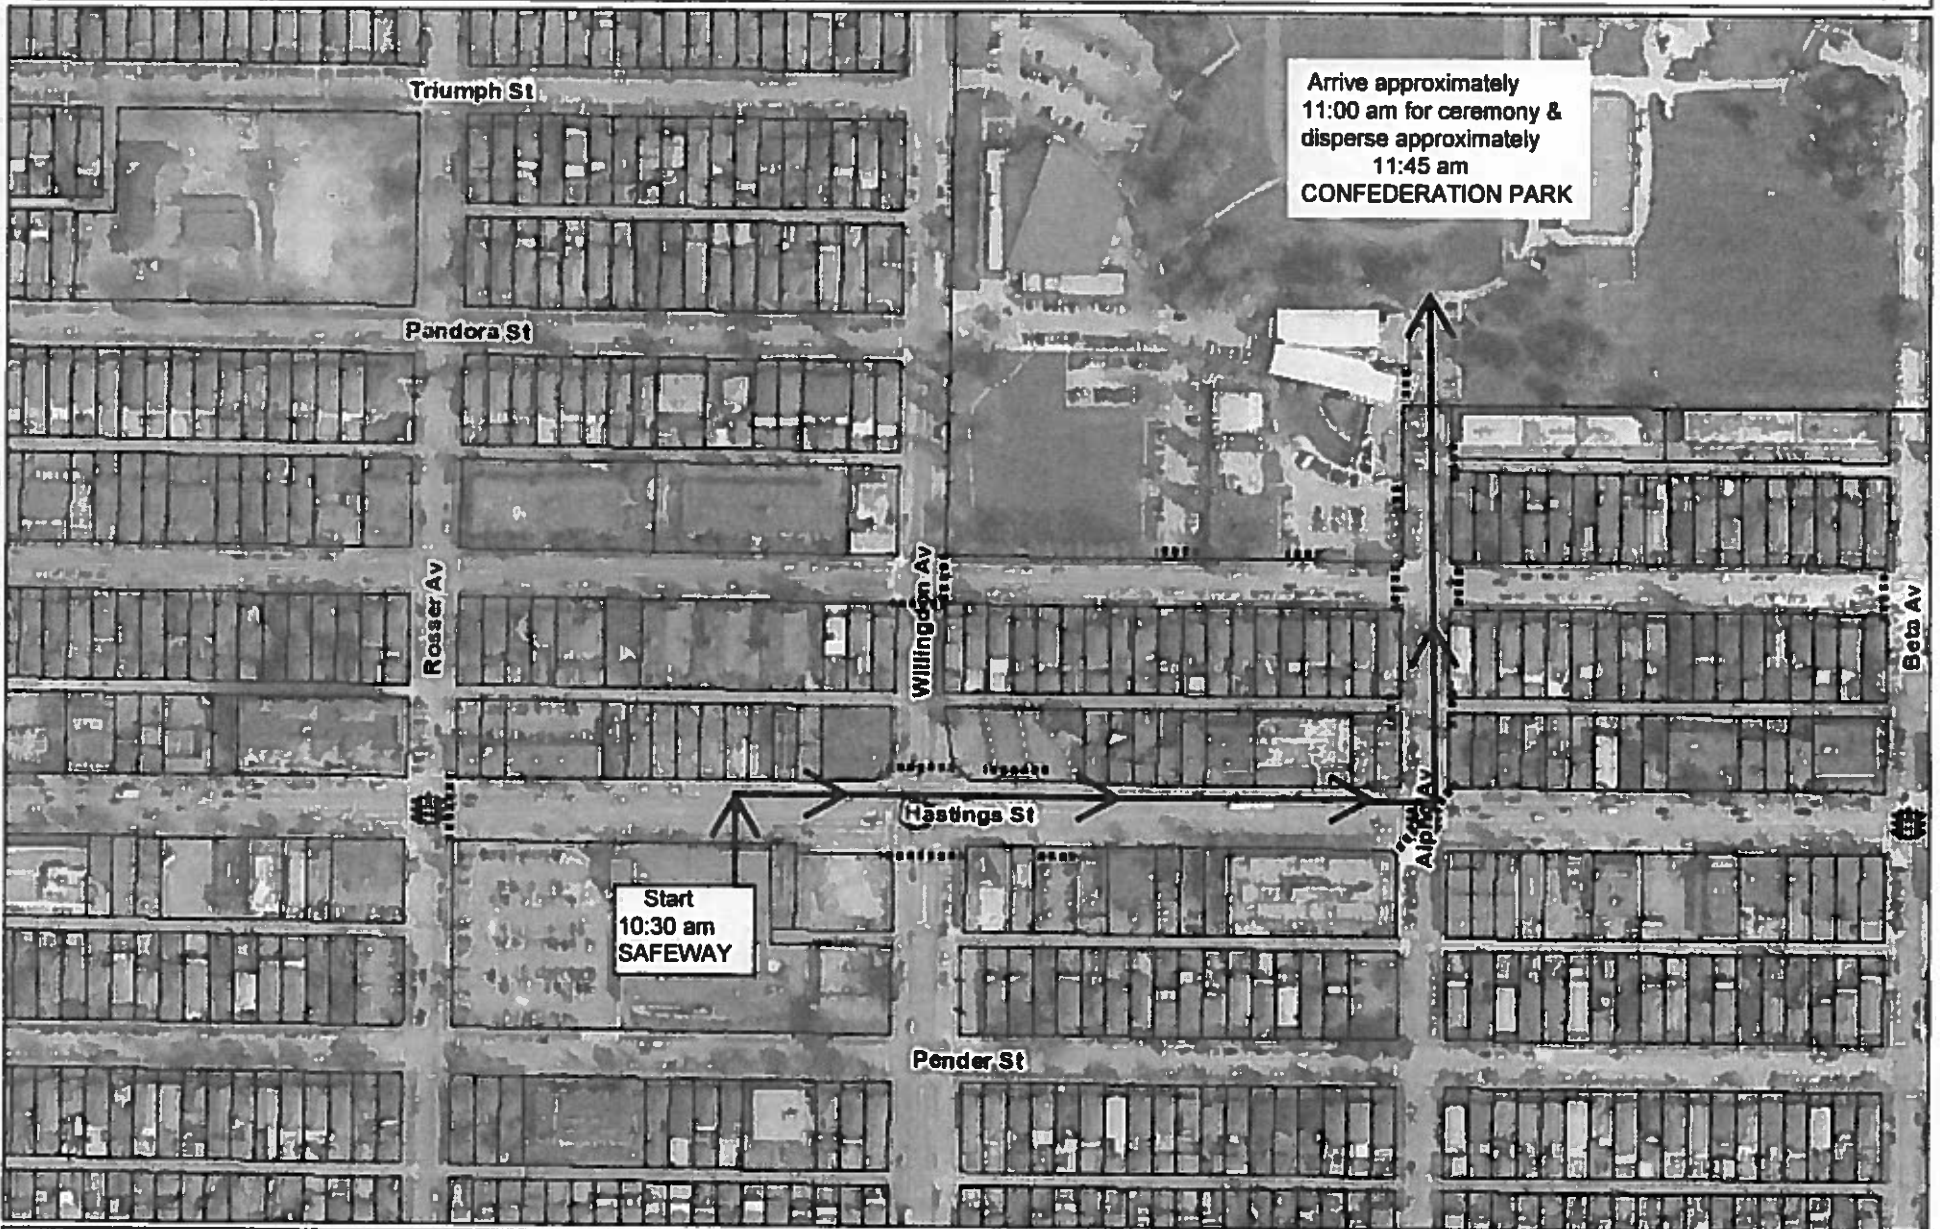 Triumph St
Arrive approximately
11:00 am for ceremony &
disperse approximately
11:45 am
CONFEDERATION PARK
Pandora St
Rosser Av
Willingdon Av
Beta Av
Hastings St
Alpha Av
Start
10:30 am
SAFEWAY
Pender St